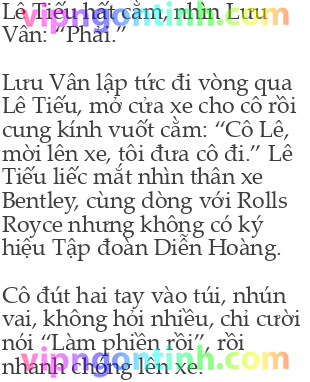 Lê Tiếu hất cằm, nhìn Lưu
Vân: “Phải.”
Lưu Vân lập tức đi vòng qua
Lê Tiếu, mở cửa xe cho cô rồi
cung kính vuốt cằm: “Cô Lê,
mời lên xe, tôi đưa cô đi.” Lê
Tiếu liếc mắt nhìn thân xe
Bentley, cùng dòng với Rolls
Royce nhưng không có ký
hiệu Tập đoàn Diễn Hoàng.
Cô đút hai tay vào túi, nhún
vai, không hỏi nhiều, chỉ cười
nói “Làm phiền rồi”, rồi
nhanh chóng lên xe.
vipngontinh.com
vipngontinh.com